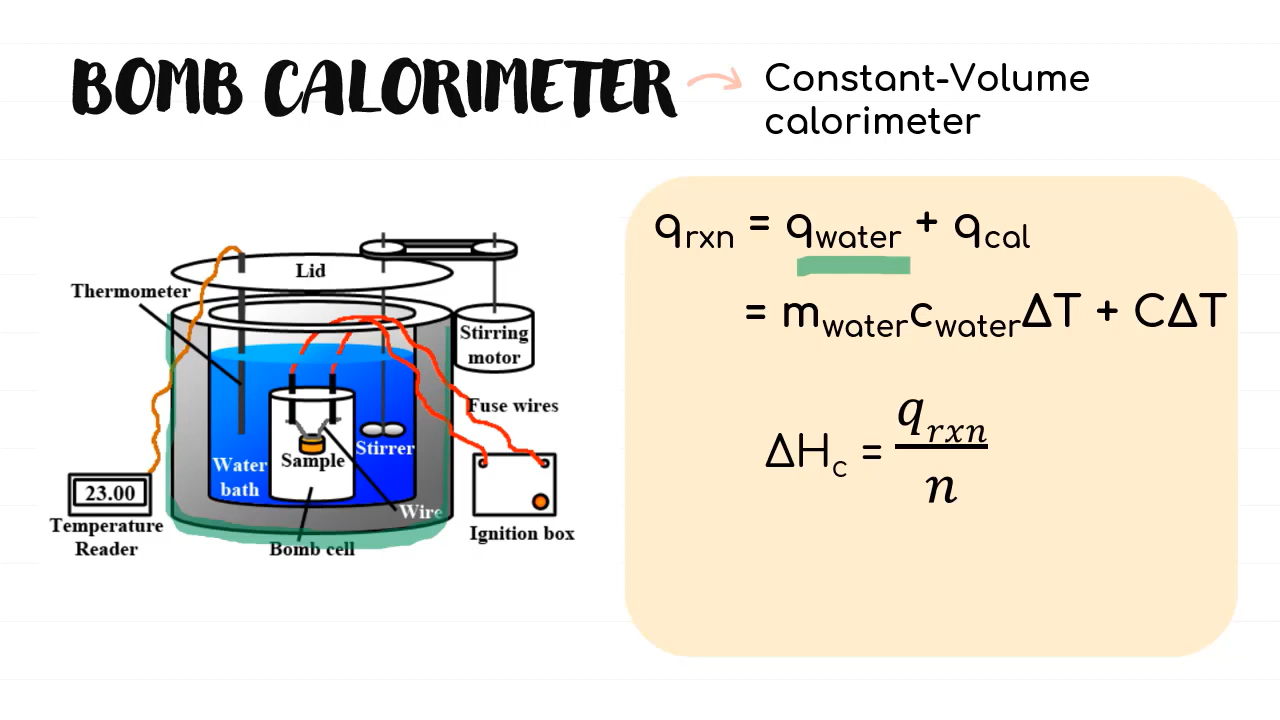 BOMB CALORIMETER
Constant-Volume
calorimeter
Lid
Thermometer
Stirring
motor
Fuse wires
Stirrer
Sample
Water
bath
23.00
Wire
Temperature
Reader
Bomb cell
Ignition box
qrxn = qwater + qcal
= mwatercwaterΔT + CΔT
ΔHc = qrxn
n